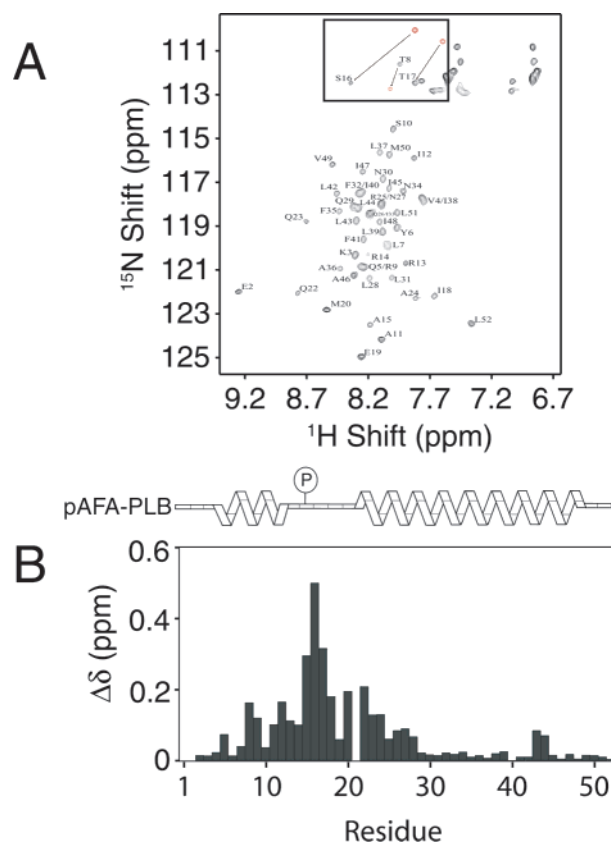 A
111
113
115
117
119
121
123
125
¹⁵N Shift (ppm)
S16
T8
T17
S10
L37 M50
I12
V49
I47
N30
L42 F32/I40 I45 N34
Q29 L44 R25/N27 V4/I38
F35
L51
Q23 L43 I48
L39 Y6
F41 L7
K3 R14
R13
A36 Q5/R9
A46 L28 L31
E2 Q22 A24 I18
M20
A15 L52
A11
E19
9.2 8.7 8.2 7.7 7.2 6.7
¹H Shift (ppm)
P
pAFA-PLB
B
0.6
0.4
0.2
0
Δδ (ppm)
1 10 20 30 40 50
Residue